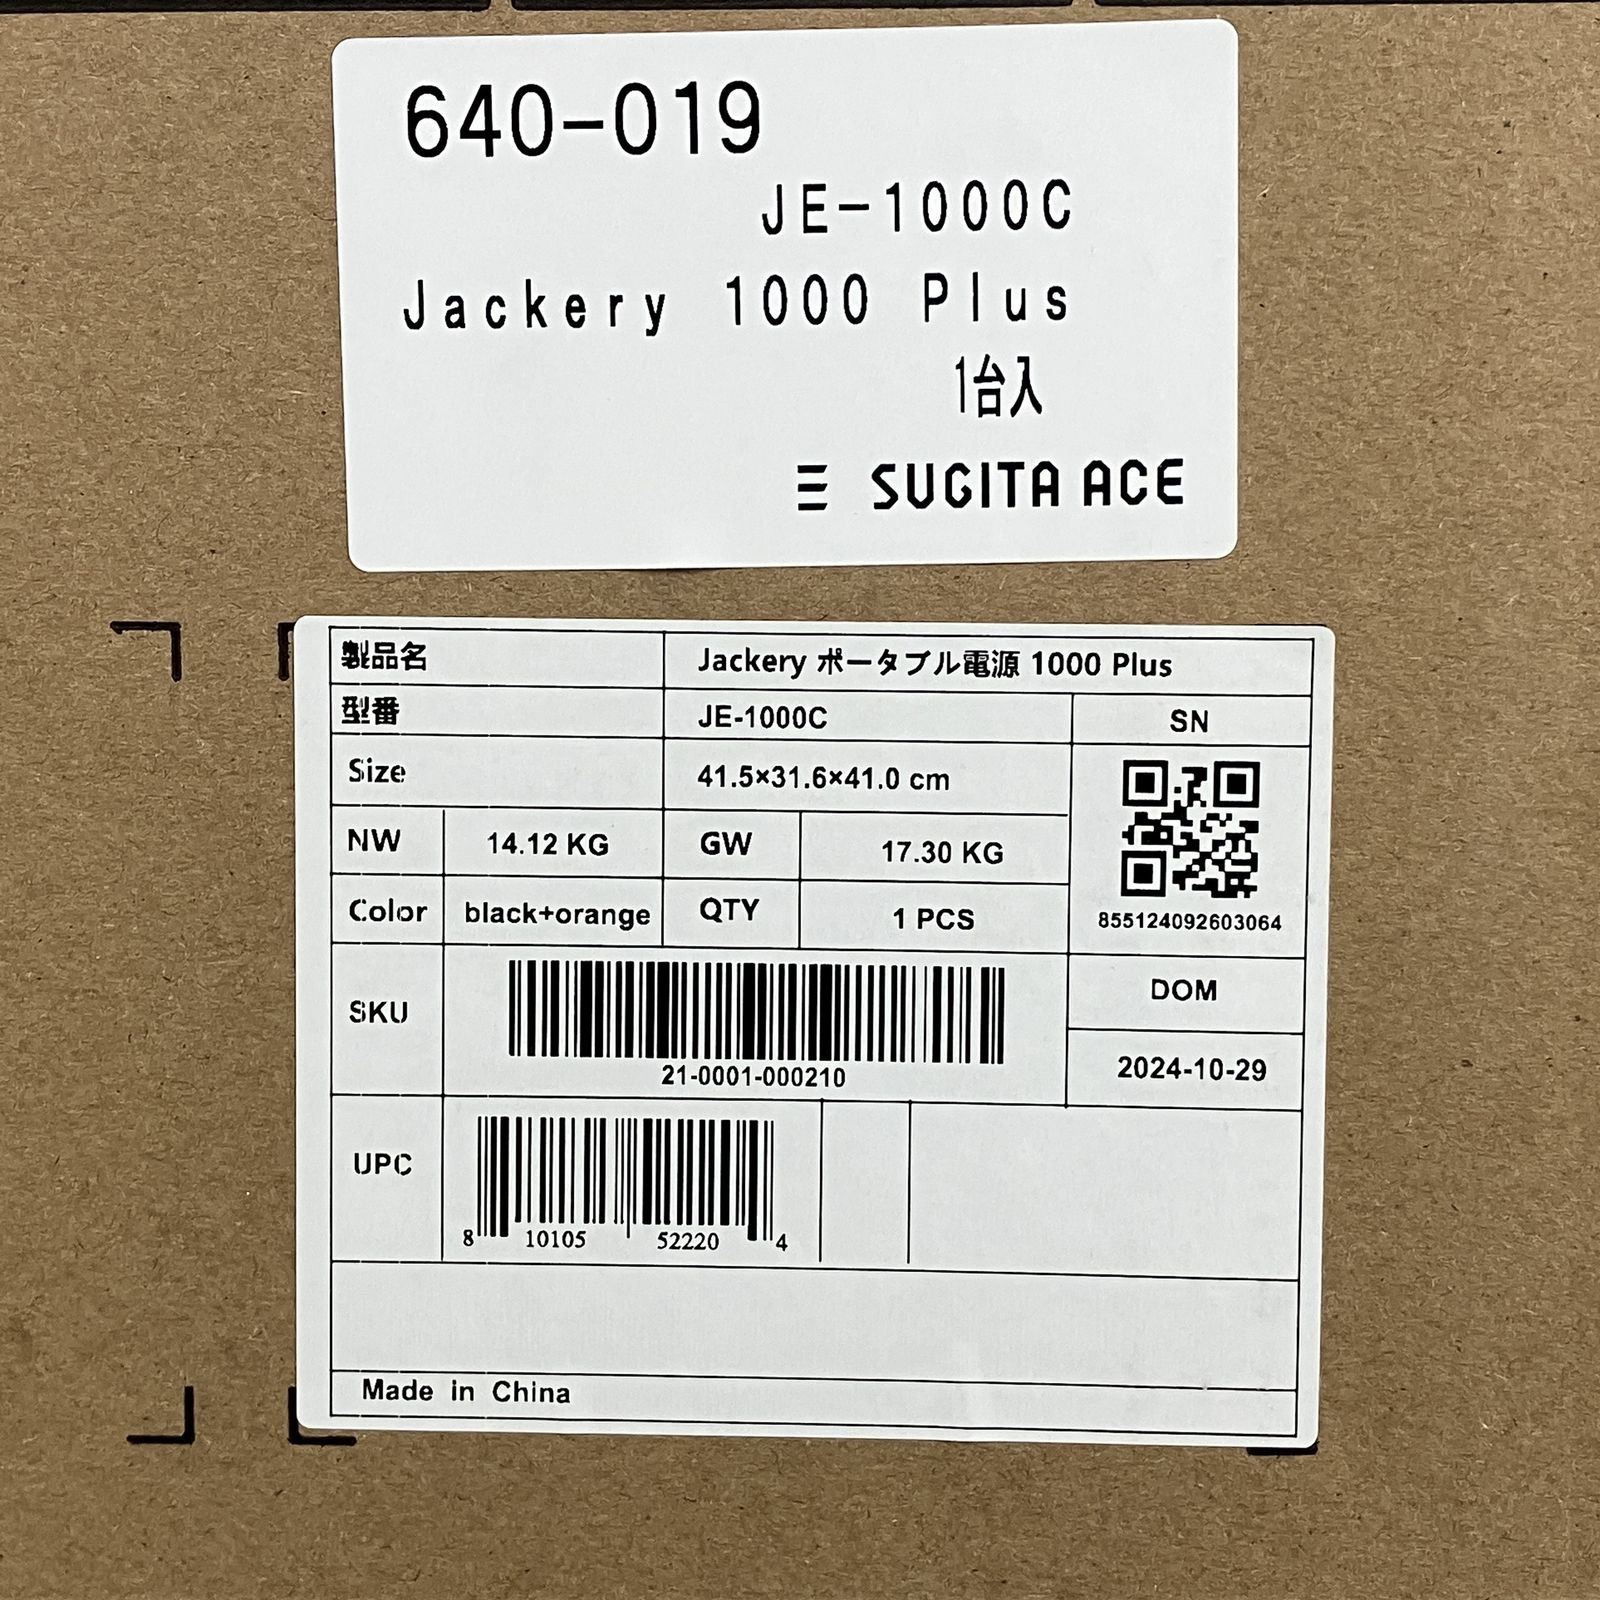 640-019
JE-1000C
Jackery 1000 Plus
1台入
SUGITA ACE
製品名 Jackery ポータブル電源 1000 Plus
型番 JE-1000C SN
Size 41.5×31.6×41.0 cm
NW 14.12 KG GW 17.30 KG
855124092603064
Color black+orange QTY 1 PCS
DOM
SKU
21-0001-000210
2024-10-29
UPC
8 10105 52220 4
Made in China